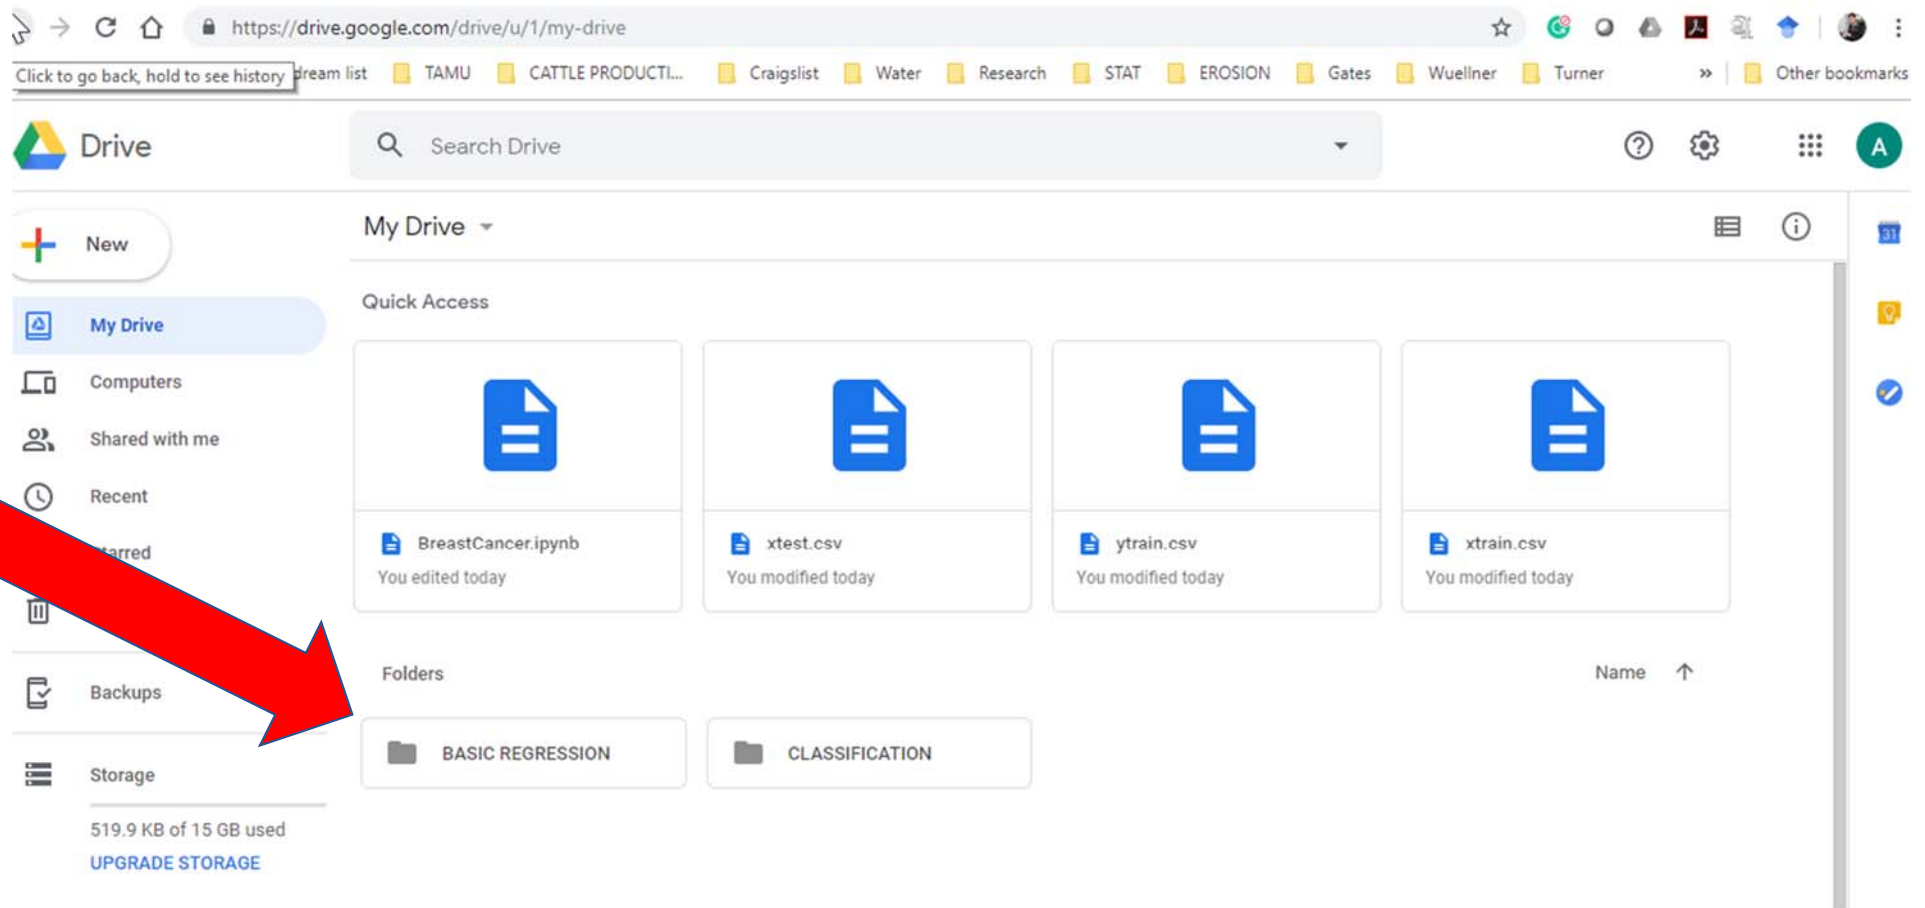 https://drive.google.com/drive/u/1/my-drive
Click to go back, hold to see history dream list TAMU CATTLE PRODUCTI... Craigslist Water Research STAT EROSION Gates Wuellner Turner » Other bookmarks
Drive Search Drive A
New My Drive 31
Quick Access
My Drive
Computers
Shared with me
Recent
BreastCancer.ipynb xtest.csv ytrain.csv xtrain.csv
You edited today You modified today You modified today You modified today
Folders Name
Backups
BASIC REGRESSION CLASSIFICATION
Storage
519.9 KB of 15 GB used
UPGRADE STORAGE